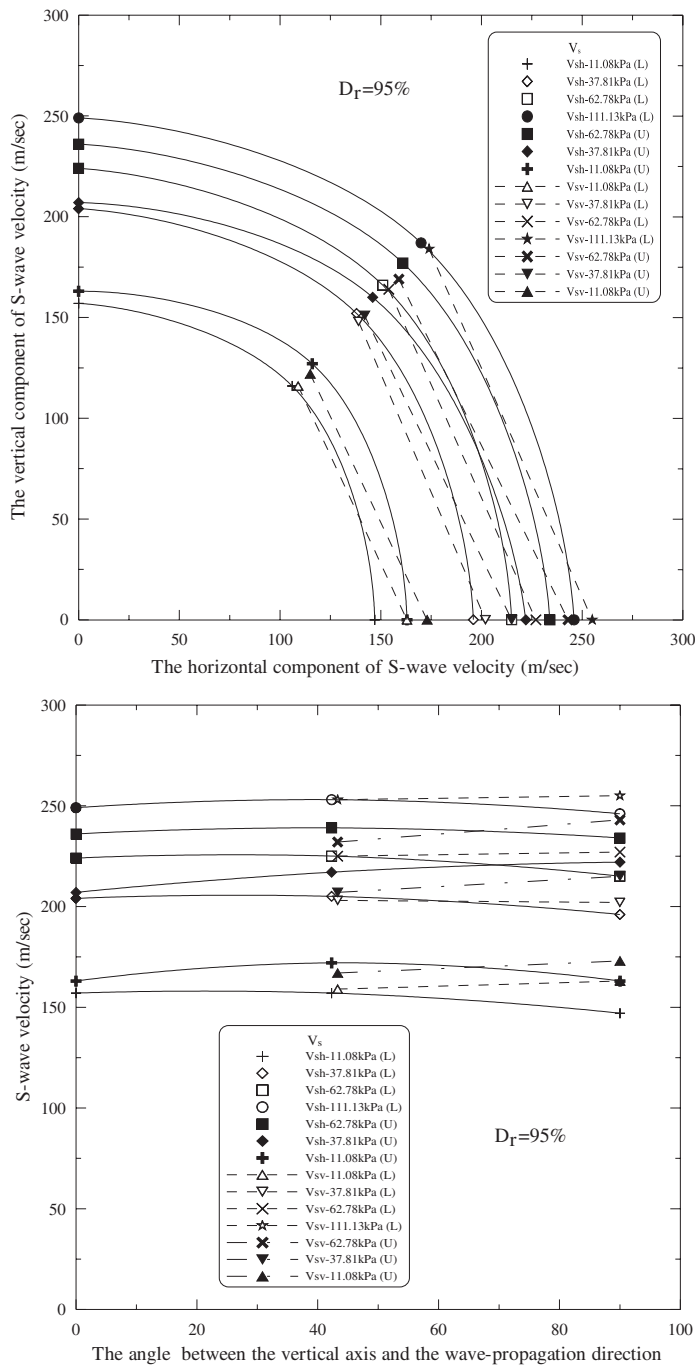 300
250
200
150
100
50
0
The vertical component of S-wave velocity (m/sec)
Dr=95%
Vs
Vsh-11.08kPa (L)
Vsh-37.81kPa (L)
Vsh-62.78kPa (L)
Vsh-111.13kPa (L)
Vsh-62.78kPa (U)
Vsh-37.81kPa (U)
Vsh-11.08kPa (U)
Vsv-11.08kPa (L)
Vsv-37.81kPa (L)
Vsv-62.78kPa (L)
Vsv-111.13kPa (L)
Vsv-62.78kPa (U)
Vsv-37.81kPa (U)
Vsv-11.08kPa (U)
0 50 100 150 200 250 300
The horizontal component of S-wave velocity (m/sec)
300
250
200
150
100
50
0
S-wave velocity (m/sec)
Vs
Vsh-11.08kPa (L)
Vsh-37.81kPa (L)
Vsh-62.78kPa (L)
Vsh-111.13kPa (L)
Vsh-62.78kPa (U)
Vsh-37.81kPa (U)
Vsh-11.08kPa (U)
Vsv-11.08kPa (L)
Vsv-37.81kPa (L)
Vsv-62.78kPa (L)
Vsv-111.13kPa (L)
Vsv-62.78kPa (U)
Vsv-37.81kPa (U)
Vsv-11.08kPa (U)
Dr=95%
0 20 40 60 80 100
The angle between the vertical axis and the wave-propagation direction